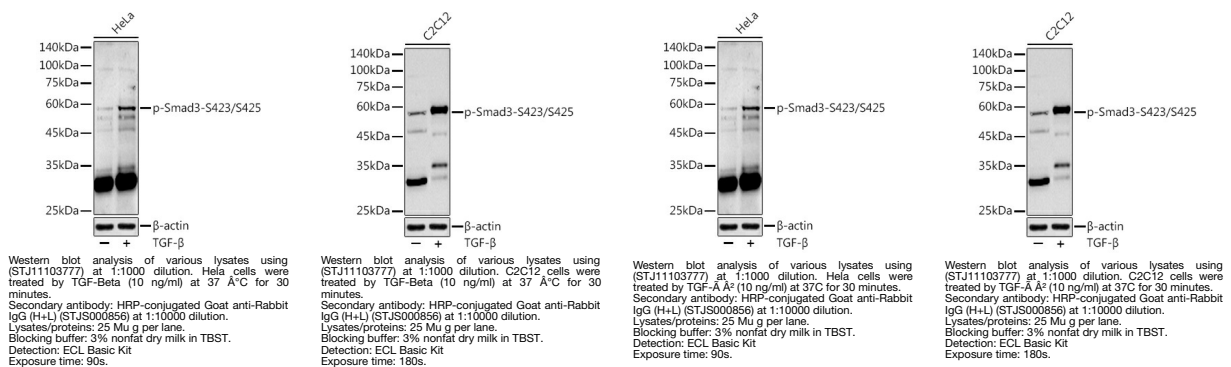 HeLa
140kDa
100kDa
75kDa
60kDa
p-Smad3-S423/S425
45kDa
35kDa
25kDa
β-actin
– +
TGF-β
Western blot analysis of various lysates using
(STJ11103777) at 1:1000 dilution. Hela cells were
treated by TGF-Beta (10 ng/ml) at 37 Â°C for 30
minutes.
Secondary antibody: HRP-conjugated Goat anti-Rabbit
IgG (H+L) (STJS000856) at 1:10000 dilution.
Lysates/proteins: 25 Mu g per lane.
Blocking buffer: 3% nonfat dry milk in TBST.
Detection: ECL Basic Kit
Exposure time: 90s.
C2C12
140kDa
100kDa
75kDa
60kDa
p-Smad3-S423/S425
45kDa
35kDa
25kDa
β-actin
– +
TGF-β
Western blot analysis of various lysates using
(STJ11103777) at 1:1000 dilution. C2C12 cells were
treated by TGF-Beta (10 ng/ml) at 37 Â°C for 30
minutes.
Secondary antibody: HRP-conjugated Goat anti-Rabbit
IgG (H+L) (STJS000856) at 1:10000 dilution.
Lysates/proteins: 25 Mu g per lane.
Blocking buffer: 3% nonfat dry milk in TBST.
Detection: ECL Basic Kit
Exposure time: 180s.
HeLa
140kDa
100kDa
75kDa
60kDa
p-Smad3-S423/S425
45kDa
35kDa
25kDa
β-actin
– +
TGF-β
Western blot analysis of various lysates using
(STJ11103777) at 1:1000 dilution. Hela cells were
treated by TGF-Â Â² (10 ng/ml) at 37C for 30 minutes.
Secondary antibody: HRP-conjugated Goat anti-Rabbit
IgG (H+L) (STJS000856) at 1:10000 dilution.
Lysates/proteins: 25 Mu g per lane.
Blocking buffer: 3% nonfat dry milk in TBST.
Detection: ECL Basic Kit
Exposure time: 90s.
C2C12
140kDa
100kDa
75kDa
60kDa
p-Smad3-S423/S425
45kDa
35kDa
25kDa
β-actin
– +
TGF-β
Western blot analysis of various lysates using
(STJ11103777) at 1:1000 dilution. C2C12 cells were
treated by TGF-Â Â² (10 ng/ml) at 37C for 30 minutes.
Secondary antibody: HRP-conjugated Goat anti-Rabbit
IgG (H+L) (STJS000856) at 1:10000 dilution.
Lysates/proteins: 25 Mu g per lane.
Blocking buffer: 3% nonfat dry milk in TBST.
Detection: ECL Basic Kit
Exposure time: 180s.